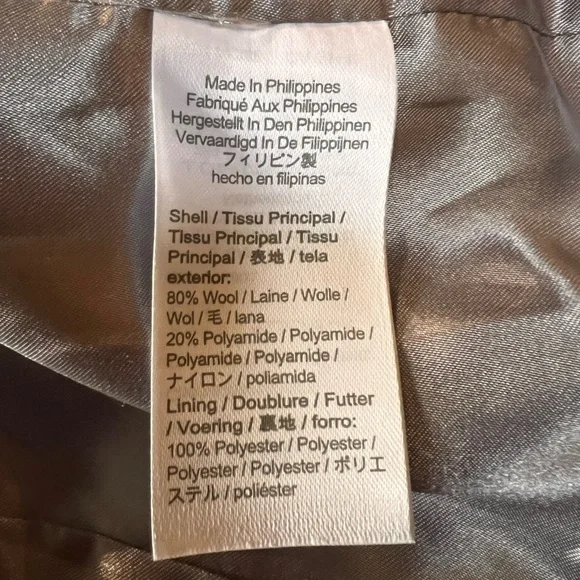 Made In Philippines
Fabriqué Aux Philippines
Hergestellt In Den Philippinen
Vervaardigd In De Filippijnen
フィリピン製
hecho en filipinas
Shell / Tissu Principal /
Tissu Principal / Tissu
Principal / 表地 / tela
exterior:
80% Wool / Laine / Wolle /
Wol / 毛 / lana
20% Polyamide / Polyamide /
Polyamide / Polyamide /
ナイロン / poliamida
Lining / Doublure / Futter
/ Voering / 裏地 / forro:
100% Polyester / Polyester /
Polyester / Polyester / ポリエ
ステル / poliéster